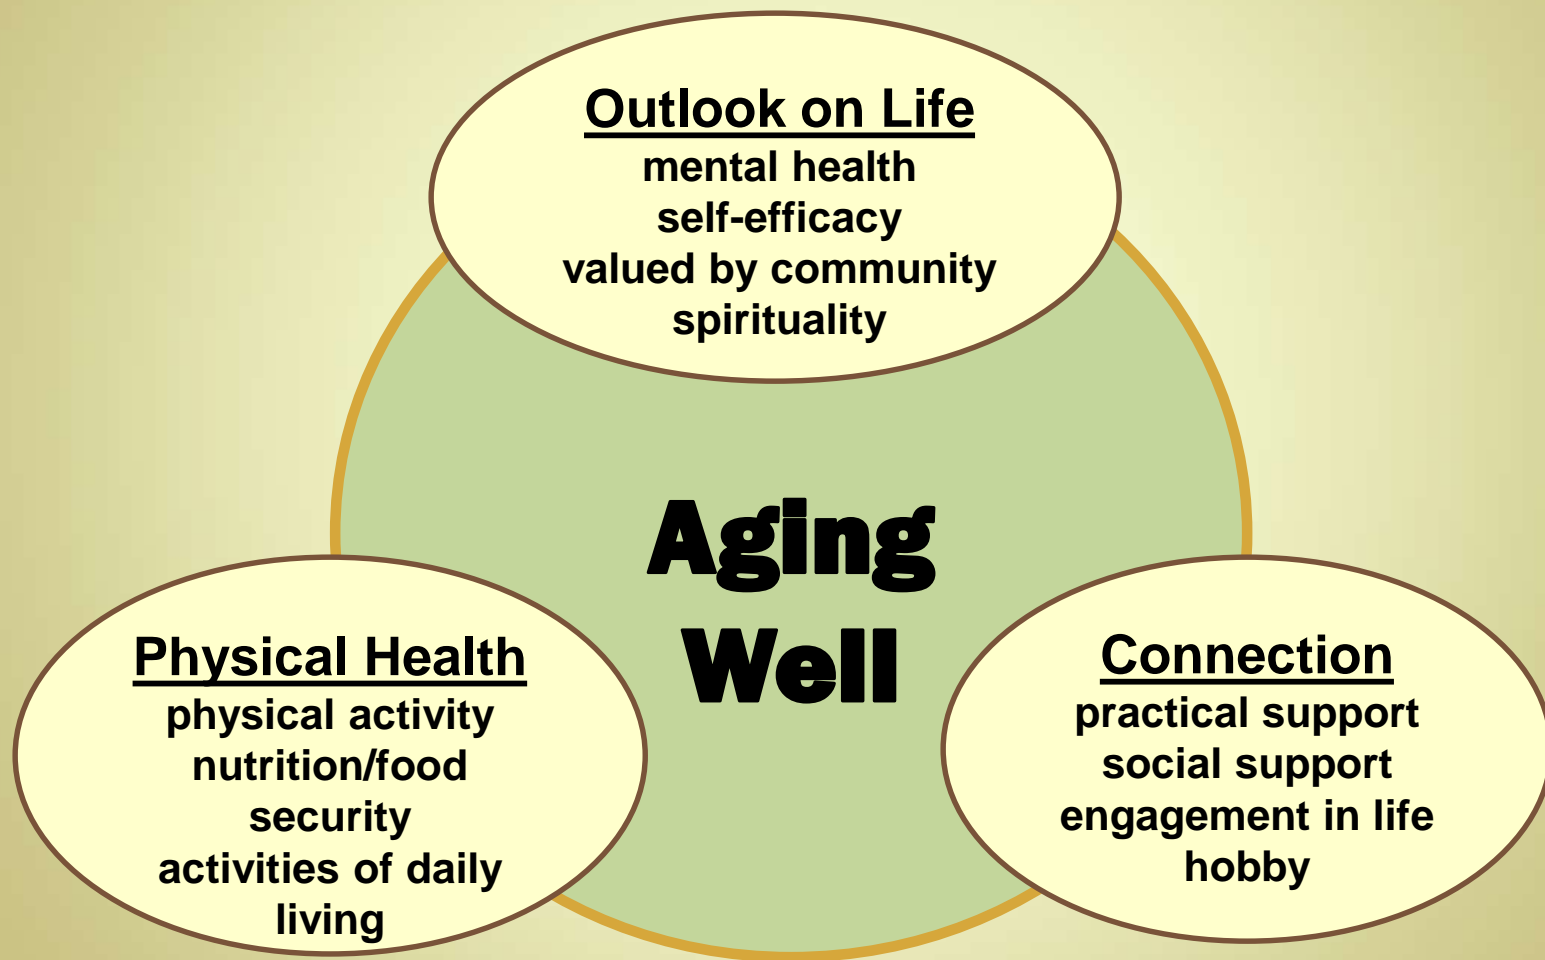 Outlook on Life
mental health
self-efficacy
valued by community
spirituality
Aging
Well
Physical Health
physical activity
nutrition/food
security
activities of daily
living
Connection
practical support
social support
engagement in life
hobby